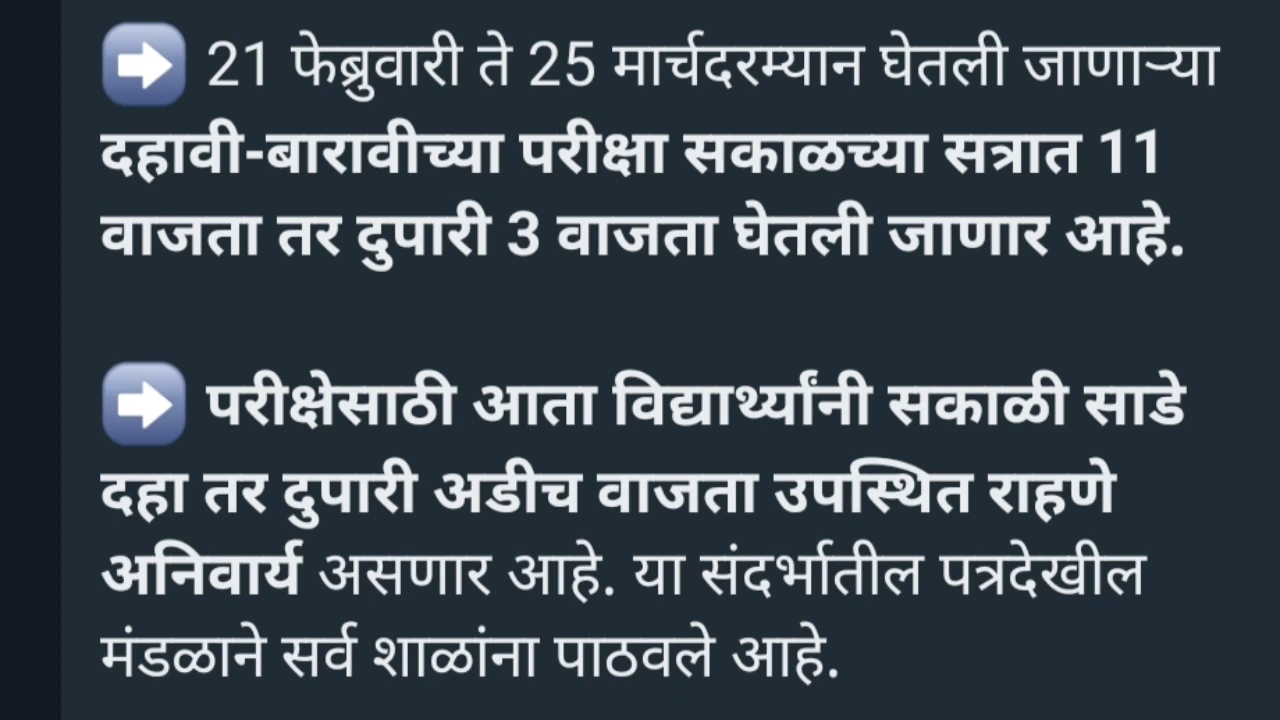 ➡️ 21 फेब्रुवारी ते 25 मार्चदरम्यान घेतली जाणाऱ्या
दहावी-बारावीच्या परीक्षा सकाळच्या सत्रात 11
वाजता तर दुपारी 3 वाजता घेतली जाणार आहे.
➡️ परीक्षेसाठी आता विद्यार्थ्यांनी सकाळी साडे
दहा तर दुपारी अडीच वाजता उपस्थित राहणे
अनिवार्य असणार आहे. या संदर्भातील पत्रदेखील
मंडळाने सर्व शाळांना पाठवले आहे.